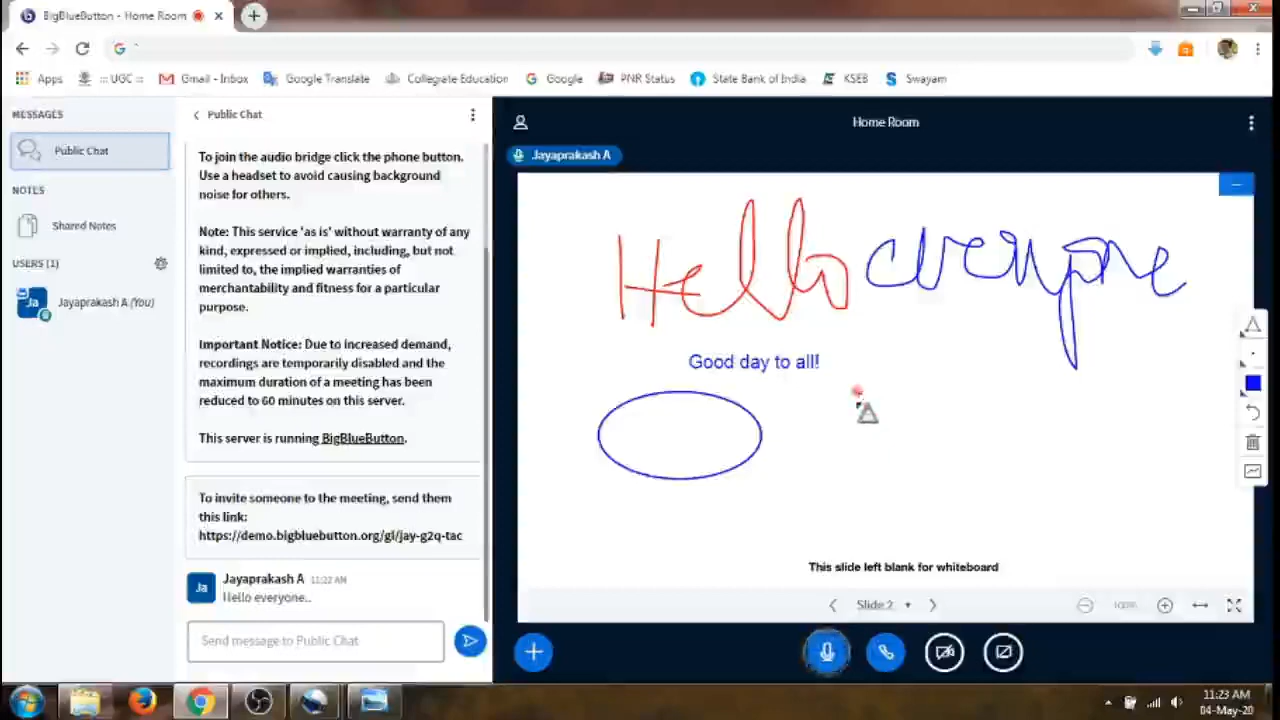 BigBlueButton - Home Room
Apps
::: UGC ::
Gmail - Inbox
Google Translate
Collegiate Education
Google
PNR Status
State Bank of India
KSEB
Swayam
MESSAGES
Public Chat
NOTES
Shared Notes
USERS (1)
Ja
Jayaprakash A (You)
Public Chat
To join the audio bridge click the phone button.
Use a headset to avoid causing background
noise for others.
Note: This service 'as is' without warranty of any
kind, expressed or implied, including, but not
limited to, the implied warranties of
merchantability and fitness for a particular
purpose.
Important Notice: Due to increased demand,
recordings are temporarily disabled and the
maximum duration of a meeting has been
reduced to 60 minutes on this server.
This server is running BigBlueButton.
To invite someone to the meeting, send them
this link:
https://demo.bigbluebutton.org/gl/jay-g2q-tac
Ja
Jayaprakash A 11:22 AM
Hello everyone..
Send message to Public Chat
Home Room
Jayaprakash A
Hello everyone
Good day to all!
This slide left blank for whiteboard
Slide 2
100%
11:23 AM
04-May-20